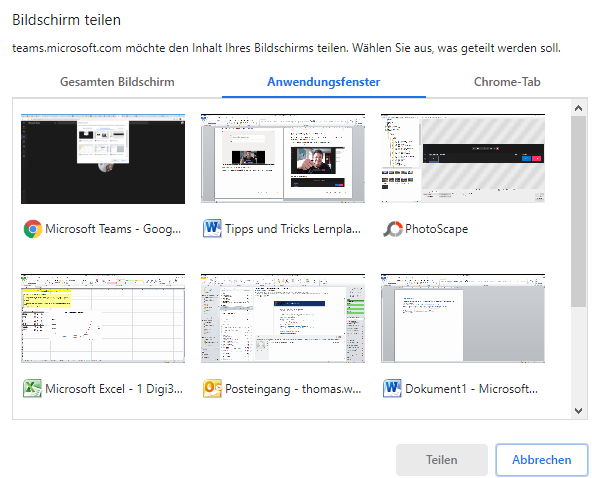 Bildschirm teilen
teams.microsoft.com möchte den Inhalt Ihres Bildschirms teilen. Wählen Sie aus, was geteilt werden soll.
Gesamten Bildschirm Anwendungsfenster Chrome-Tab
Microsoft Teams - Goog... Tipps und Tricks Lernpla... PhotoScape
Microsoft Excel - 1 Digi3... Posteingang - thomas.w... Dokument1 - Microsoft...
Teilen Abbrechen